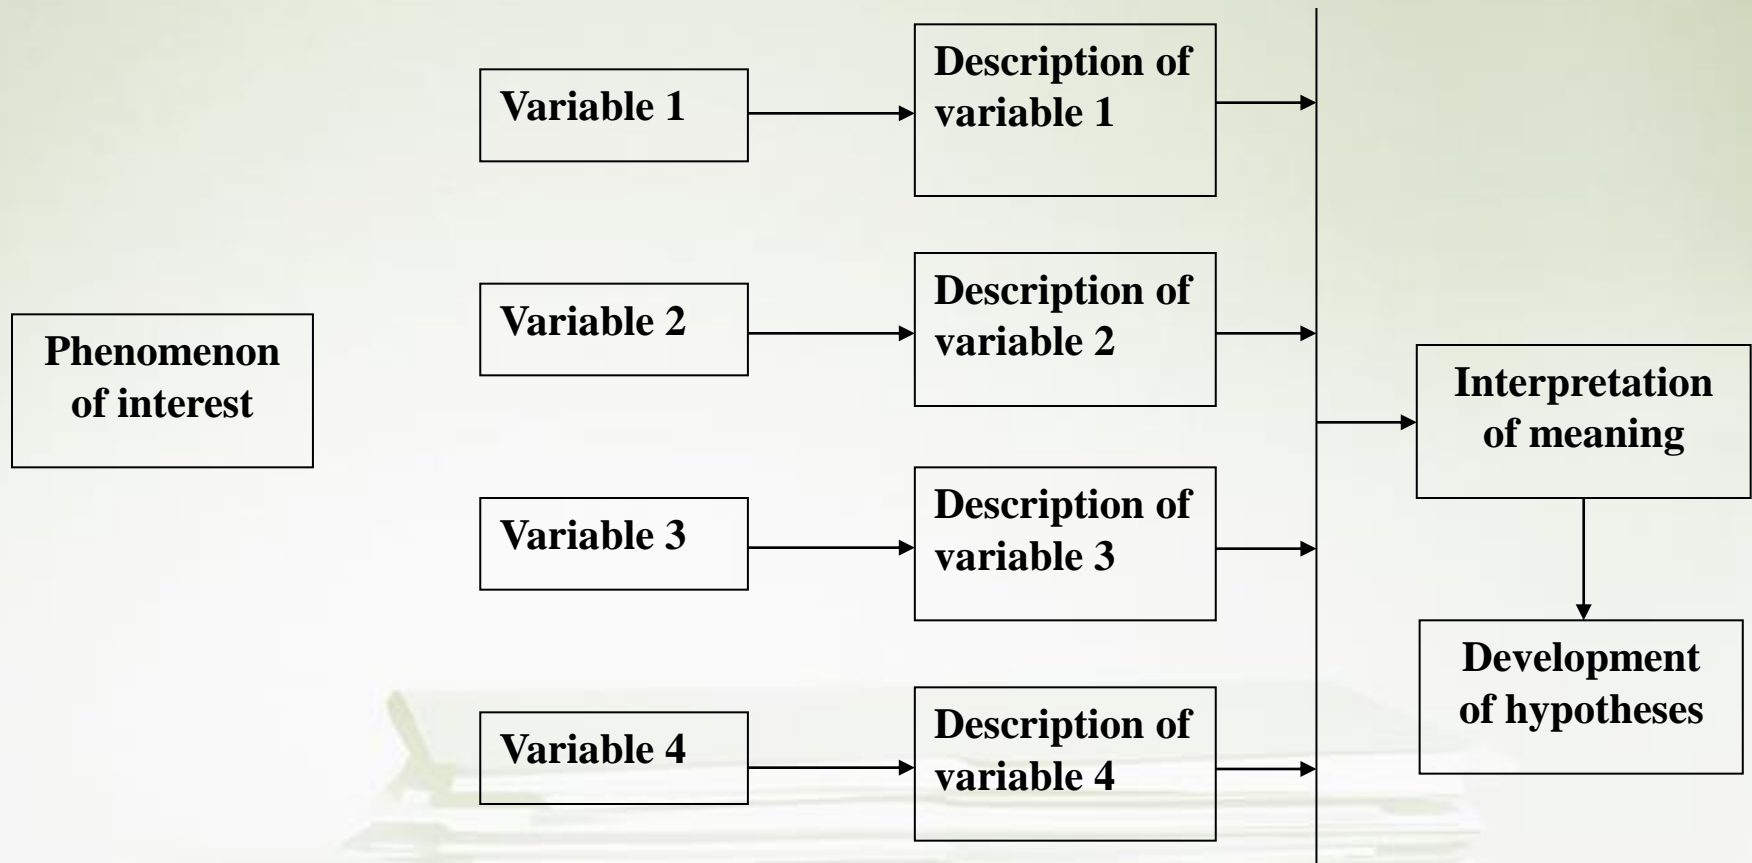 Phenomenon
of interest
Variable 1
Description of
variable 1
Variable 2
Description of
variable 2
Variable 3
Description of
variable 3
Variable 4
Description of
variable 4
Interpretation
of meaning
Development
of hypotheses